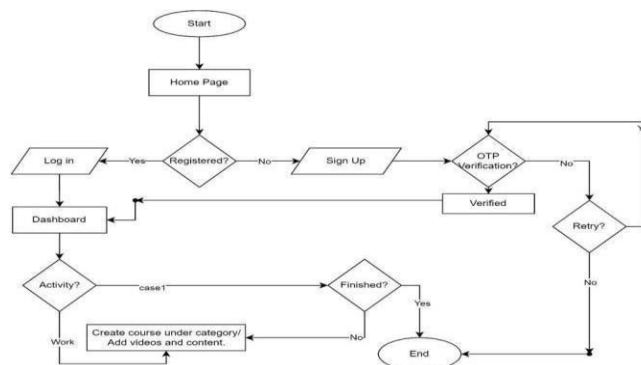 Start
Home Page
Log in
Yes
Registered?
No
Sign Up
OTP
Verification?
No
Dashboard
Verified
Retry?
No
Activity?
case1
Finished?
Yes
Work
Create course under category/
Add videos and content.
No
End